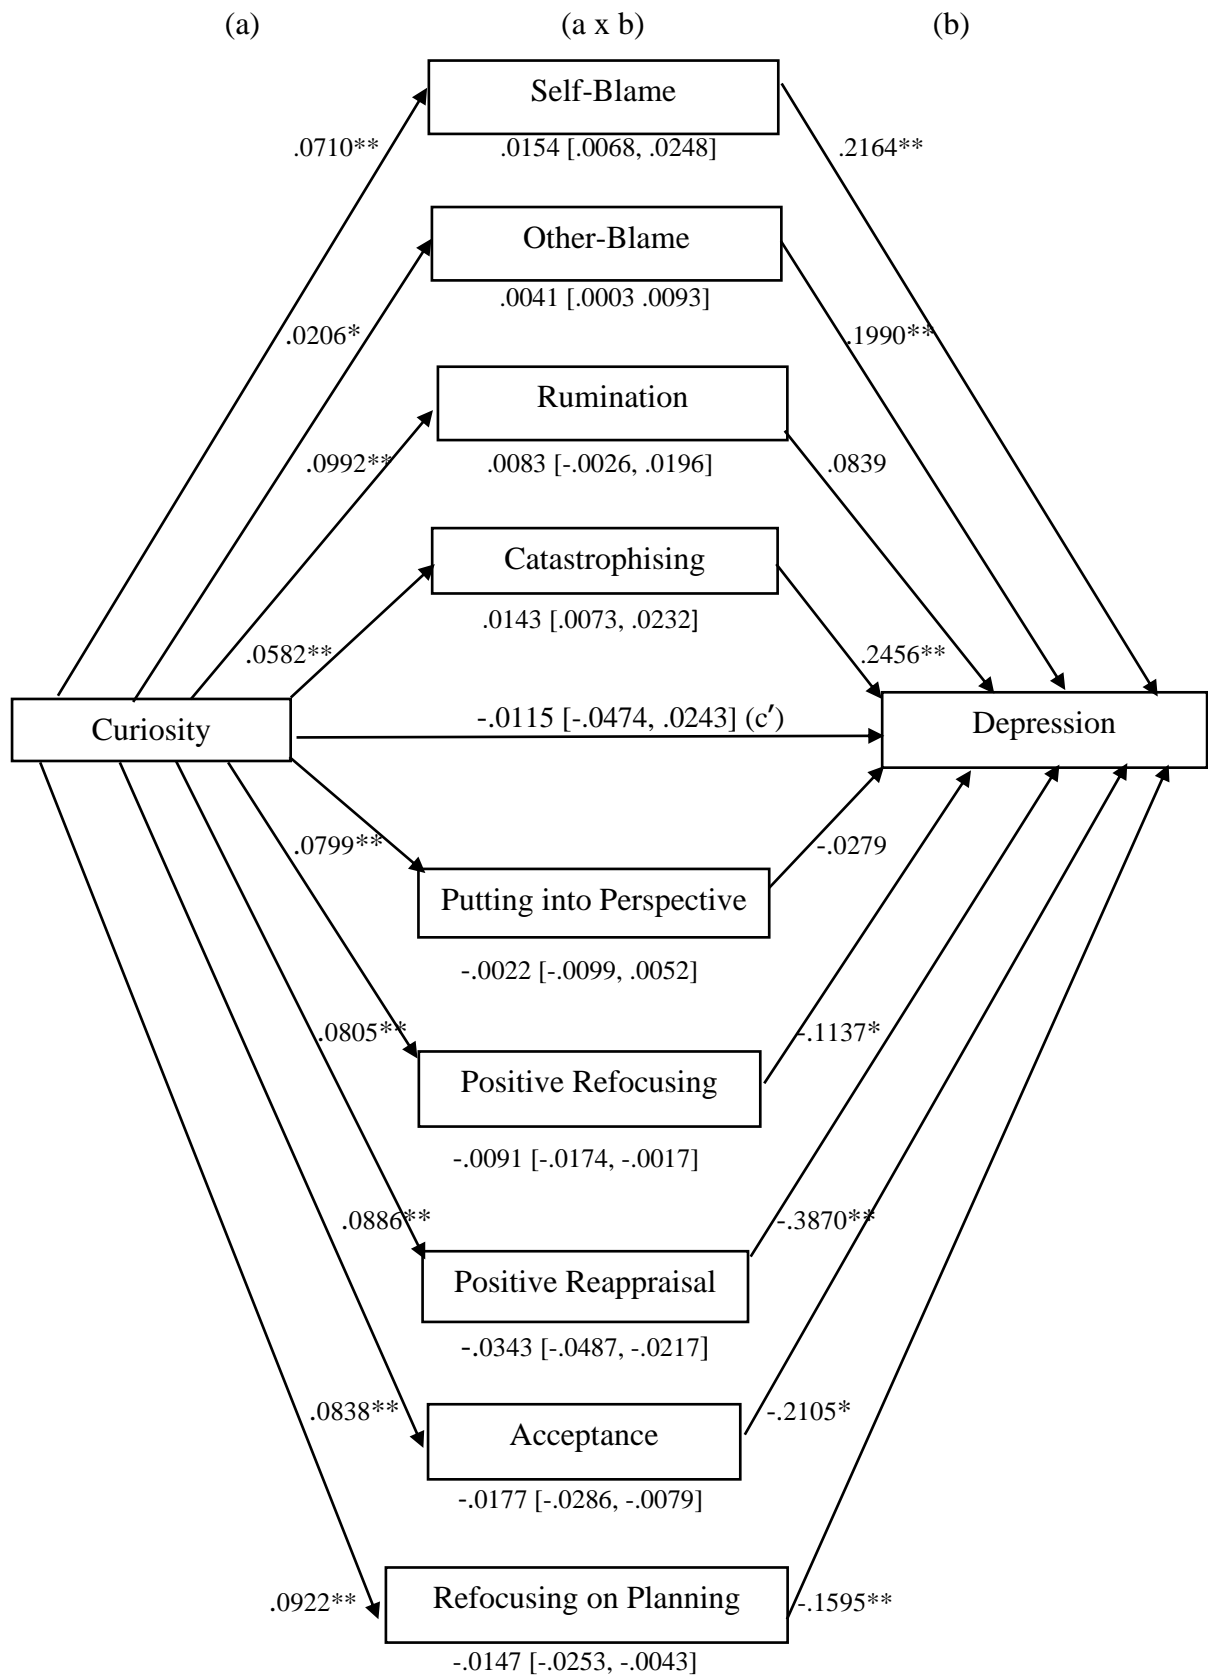 (a) (a x b) (b)
Self-Blame
.0710** .0154 [.0068, .0248] .2164**
Other-Blame
.0041 [.0003 .0093]
.0206* .1990**
Rumination
.0992** .0083 [-.0026, .0196] .0839
Catastrophising
.0143 [.0073, .0232]
.0582** .2456**
Curiosity -.0115 [-.0474, .0243] (c′) Depression
.0799** -.0279
Putting into Perspective
-.0022 [-.0099, .0052]
.0805** -.1137*
Positive Refocusing
-.0091 [-.0174, -.0017]
.0886** -.3870**
Positive Reappraisal
-.0343 [-.0487, -.0217]
.0838** -.2105*
Acceptance
-.0177 [-.0286, -.0079]
.0922** Refocusing on Planning -.1595**
-.0147 [-.0253, -.0043]